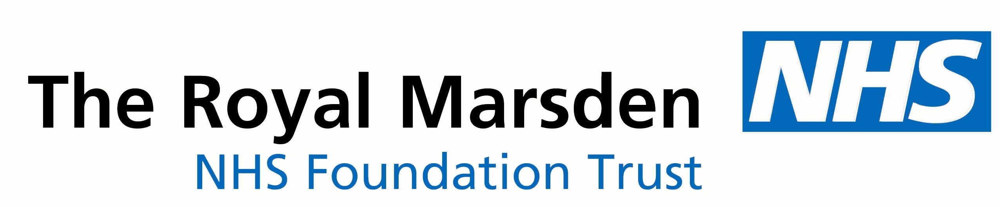 The Royal Marsden NHS
NHS Foundation Trust